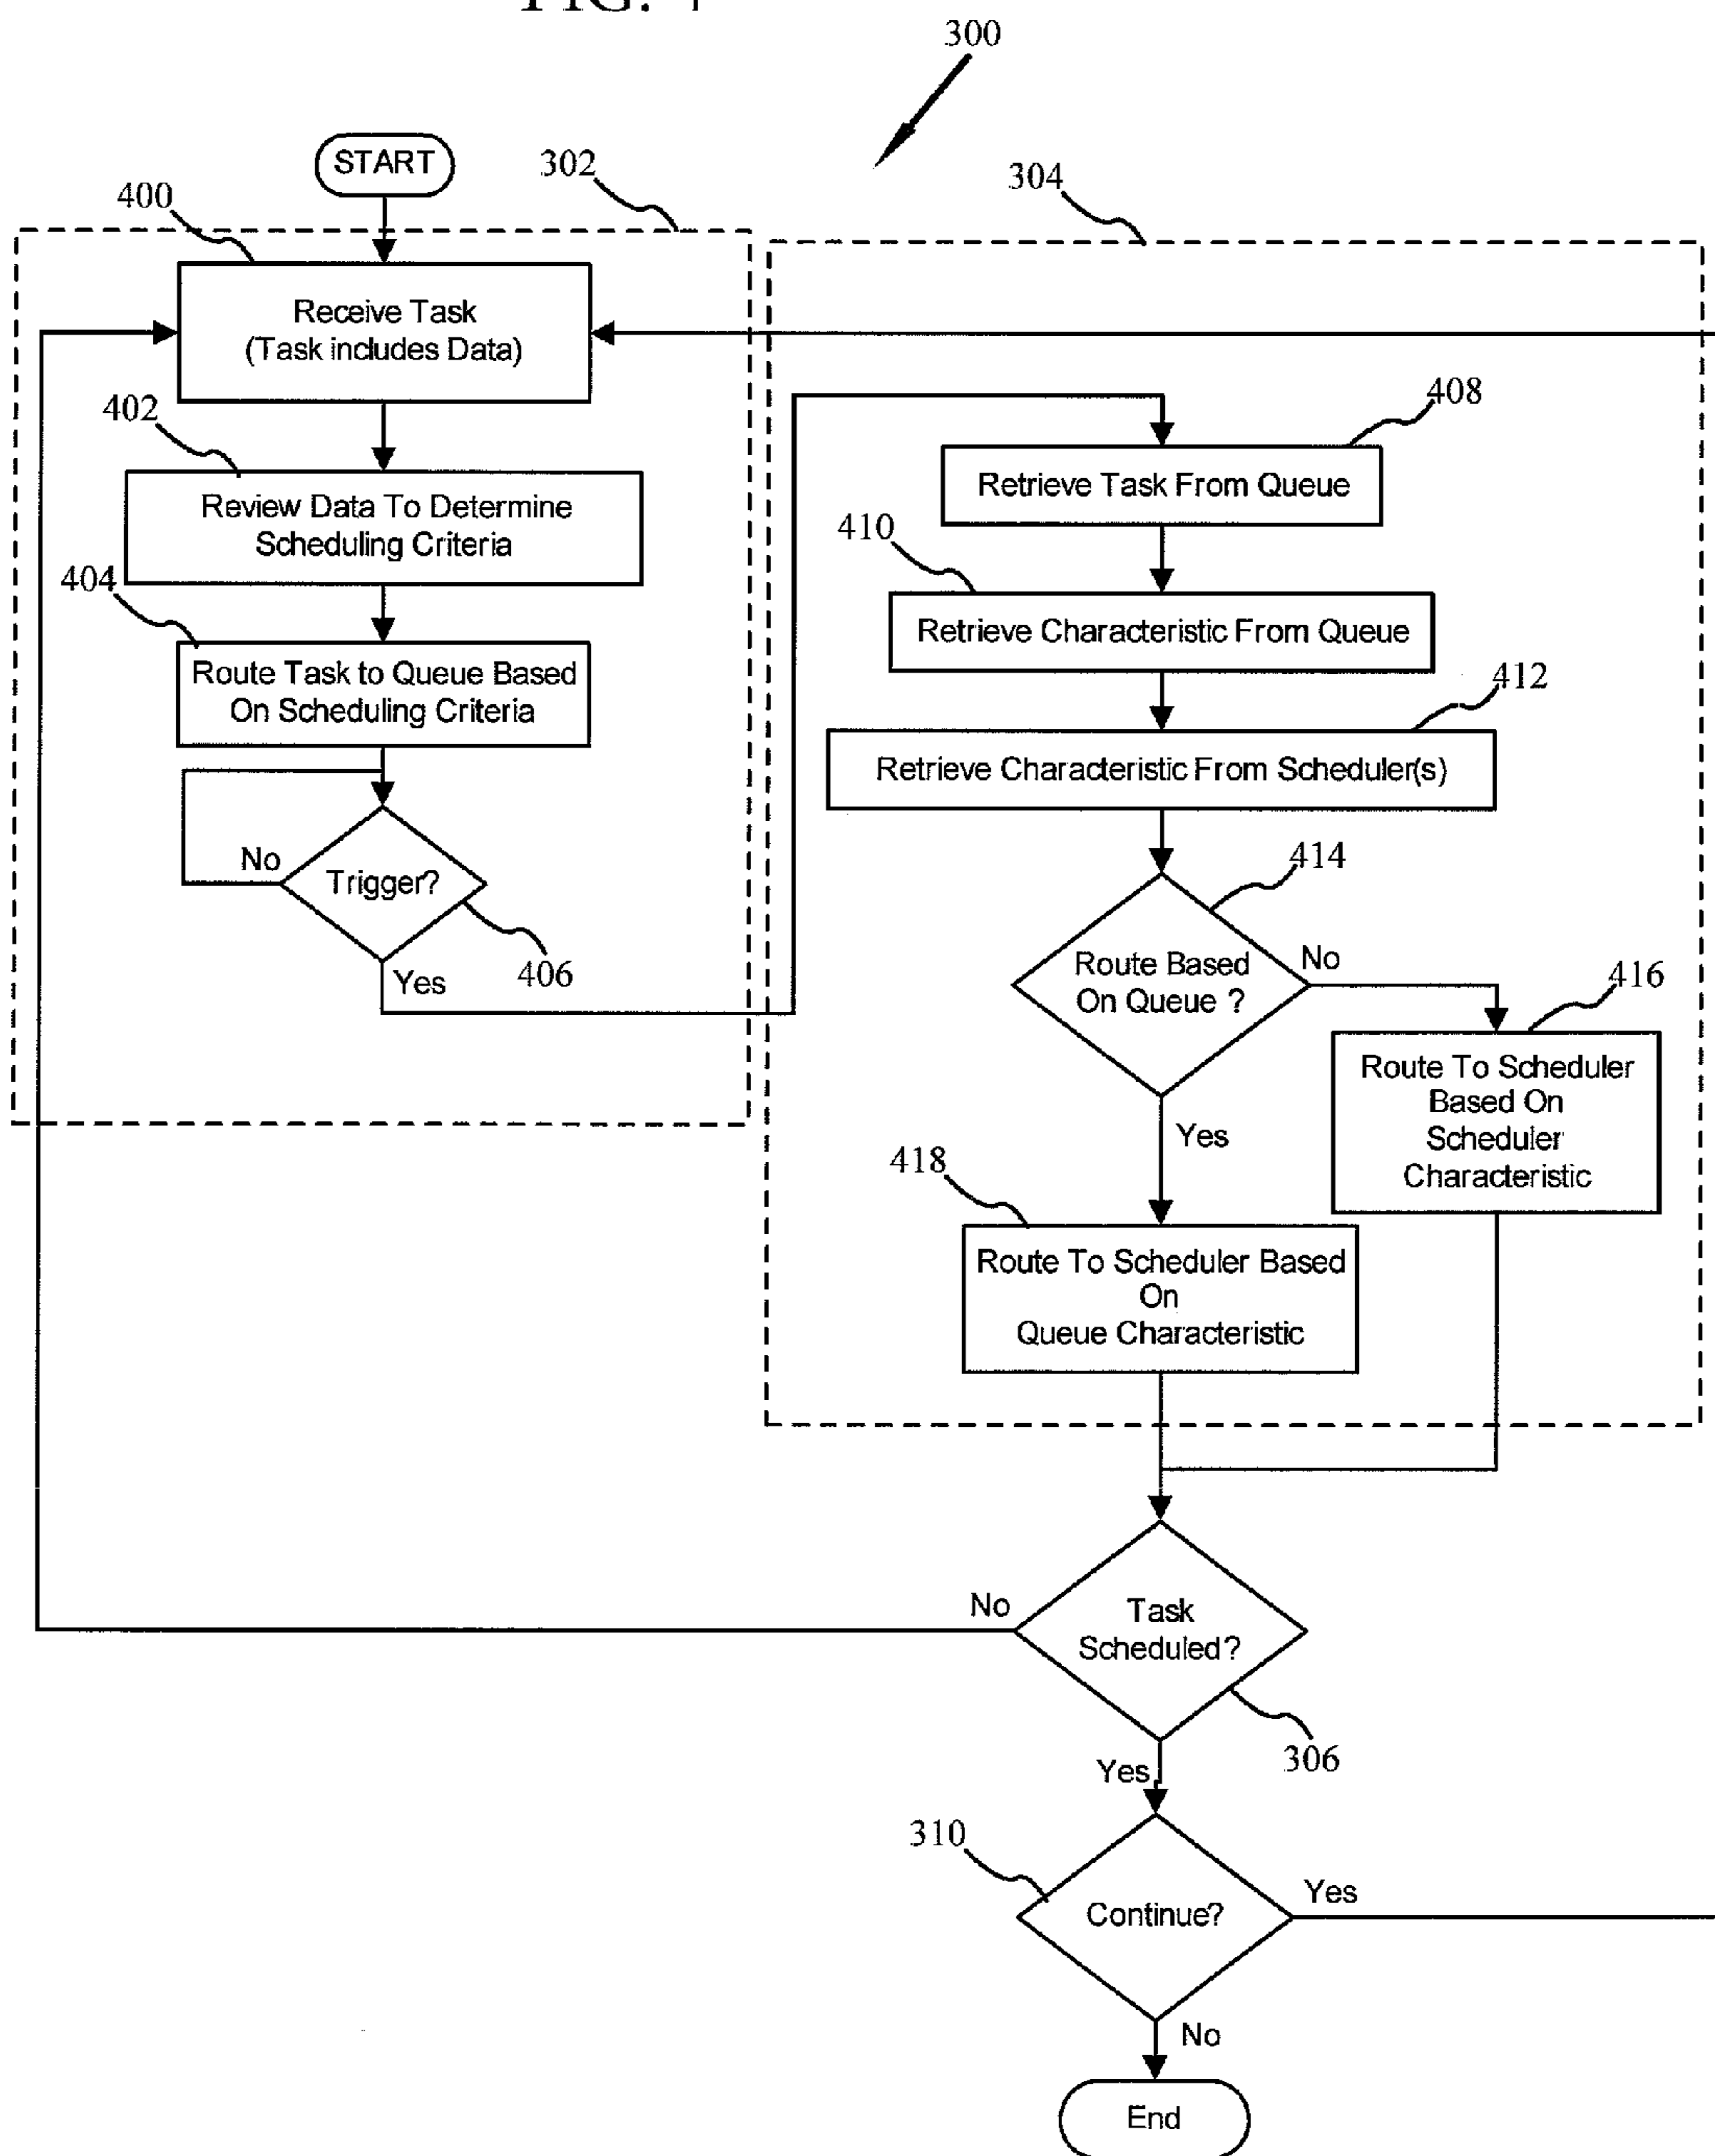 300
START
302
304
400
Receive Task
(Task includes Data)
402
Review Data To Determine
Scheduling Criteria
404
Route Task to Queue Based
On Scheduling Criteria
No
Trigger?
406
Yes
408
Retrieve Task From Queue
410
Retrieve Characteristic From Queue
412
Retrieve Characteristic From Scheduler(s)
414
Route Based
On Queue ?
No
416
Route To Scheduler
Based On
Scheduler
Characteristic
Yes
418
Route To Scheduler Based
On
Queue Characteristic
No
Task
Scheduled?
306
Yes
310
Continue?
Yes
No
End